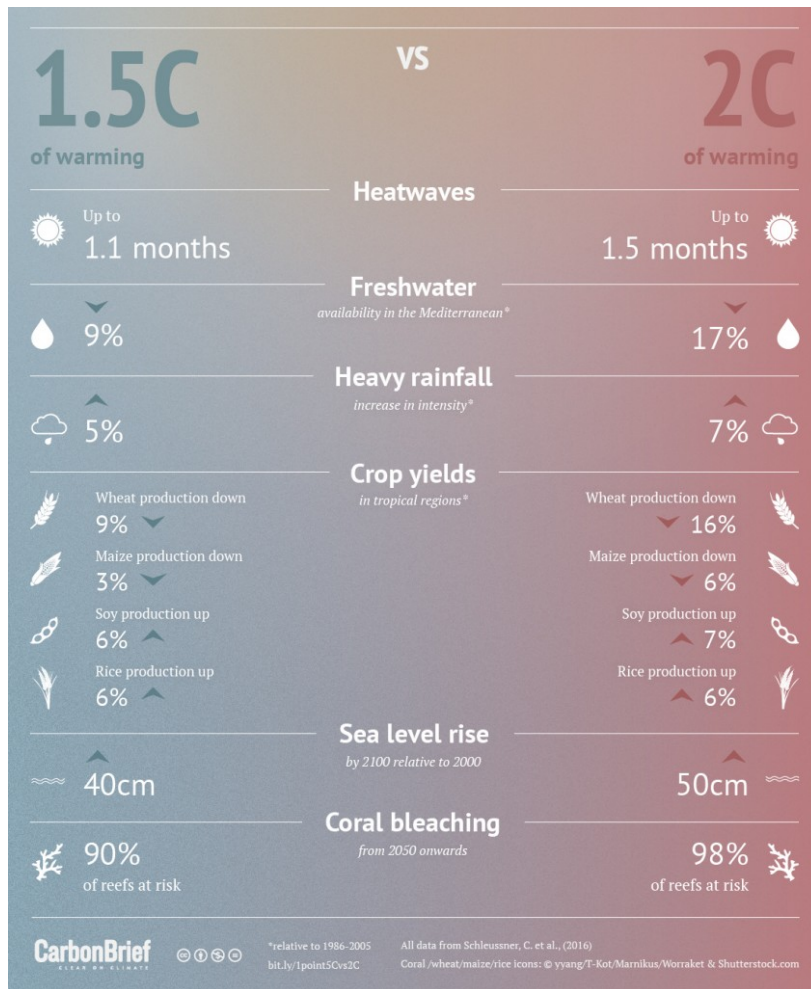 1.5C VS 2C
of warming of warming
Heatwaves
Up to Up to
1.1 months 1.5 months
Freshwater
availability in the Mediterranean*
9% 17%
Heavy rainfall
increase in intensity*
5% 7%
Crop yields
in tropical regions*
Wheat production down Wheat production down
9% 16%
Maize production down Maize production down
3% 6%
Soy production up Soy production up
6% 7%
Rice production up Rice production up
6% 6%
Sea level rise
by 2100 relative to 2000
40cm 50cm
Coral bleaching
from 2050 onwards
90% 98%
of reefs at risk of reefs at risk
CarbonBrief
CLEAR ON CLIMATE
*relative to 1986-2005
bit.ly/1point5Cvs2C
All data from Schleussner, C. et al., (2016)
Coral /wheat/maize/rice icons: © yyang/T-Kot/Marnikus/Worraket & Shutterstock.com